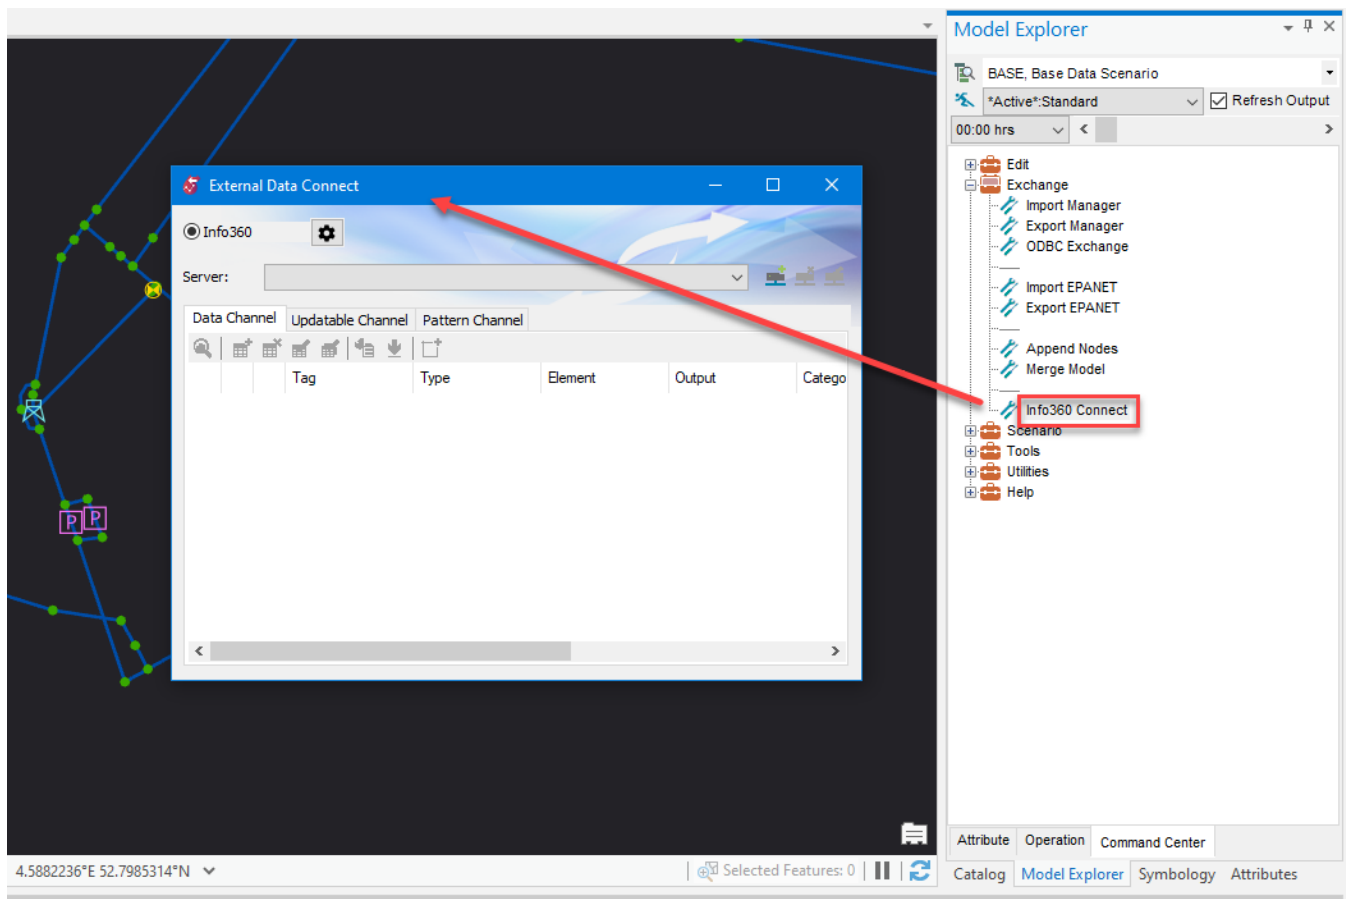 Model Explorer
BASE, Base Data Scenario
*Active*:Standard
Refresh Output
00:00 hrs
Edit
Exchange
Import Manager
Export Manager
ODBC Exchange
Import EPANET
Export EPANET
Append Nodes
Merge Model
Info360 Connect
Scenario
Tools
Utilities
Help
External Data Connect
Info360
Server:
Data Channel Updatable Channel Pattern Channel
Tag Type Element Output Catego
P P
Attribute Operation Command Center
4.5882236°E 52.7985314°N
Selected Features: 0
Catalog Model Explorer Symbology Attributes